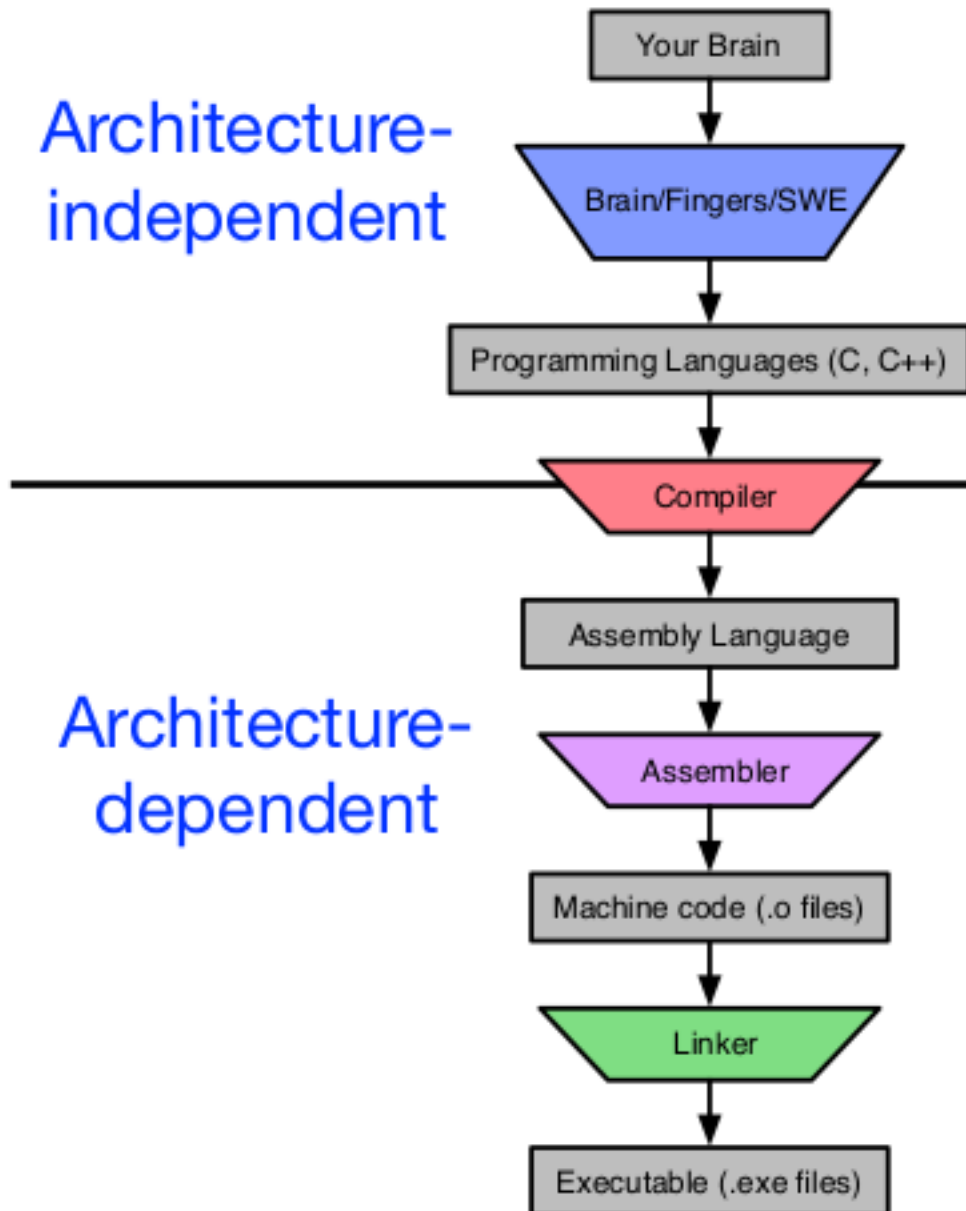 Your Brain
Architecture-
independent
Brain/Fingers/SWE
Programming Languages (C, C++)
Compiler
Assembly Language
Architecture-
dependent
Assembler
Machine code (.o files)
Linker
Executable (.exe files)